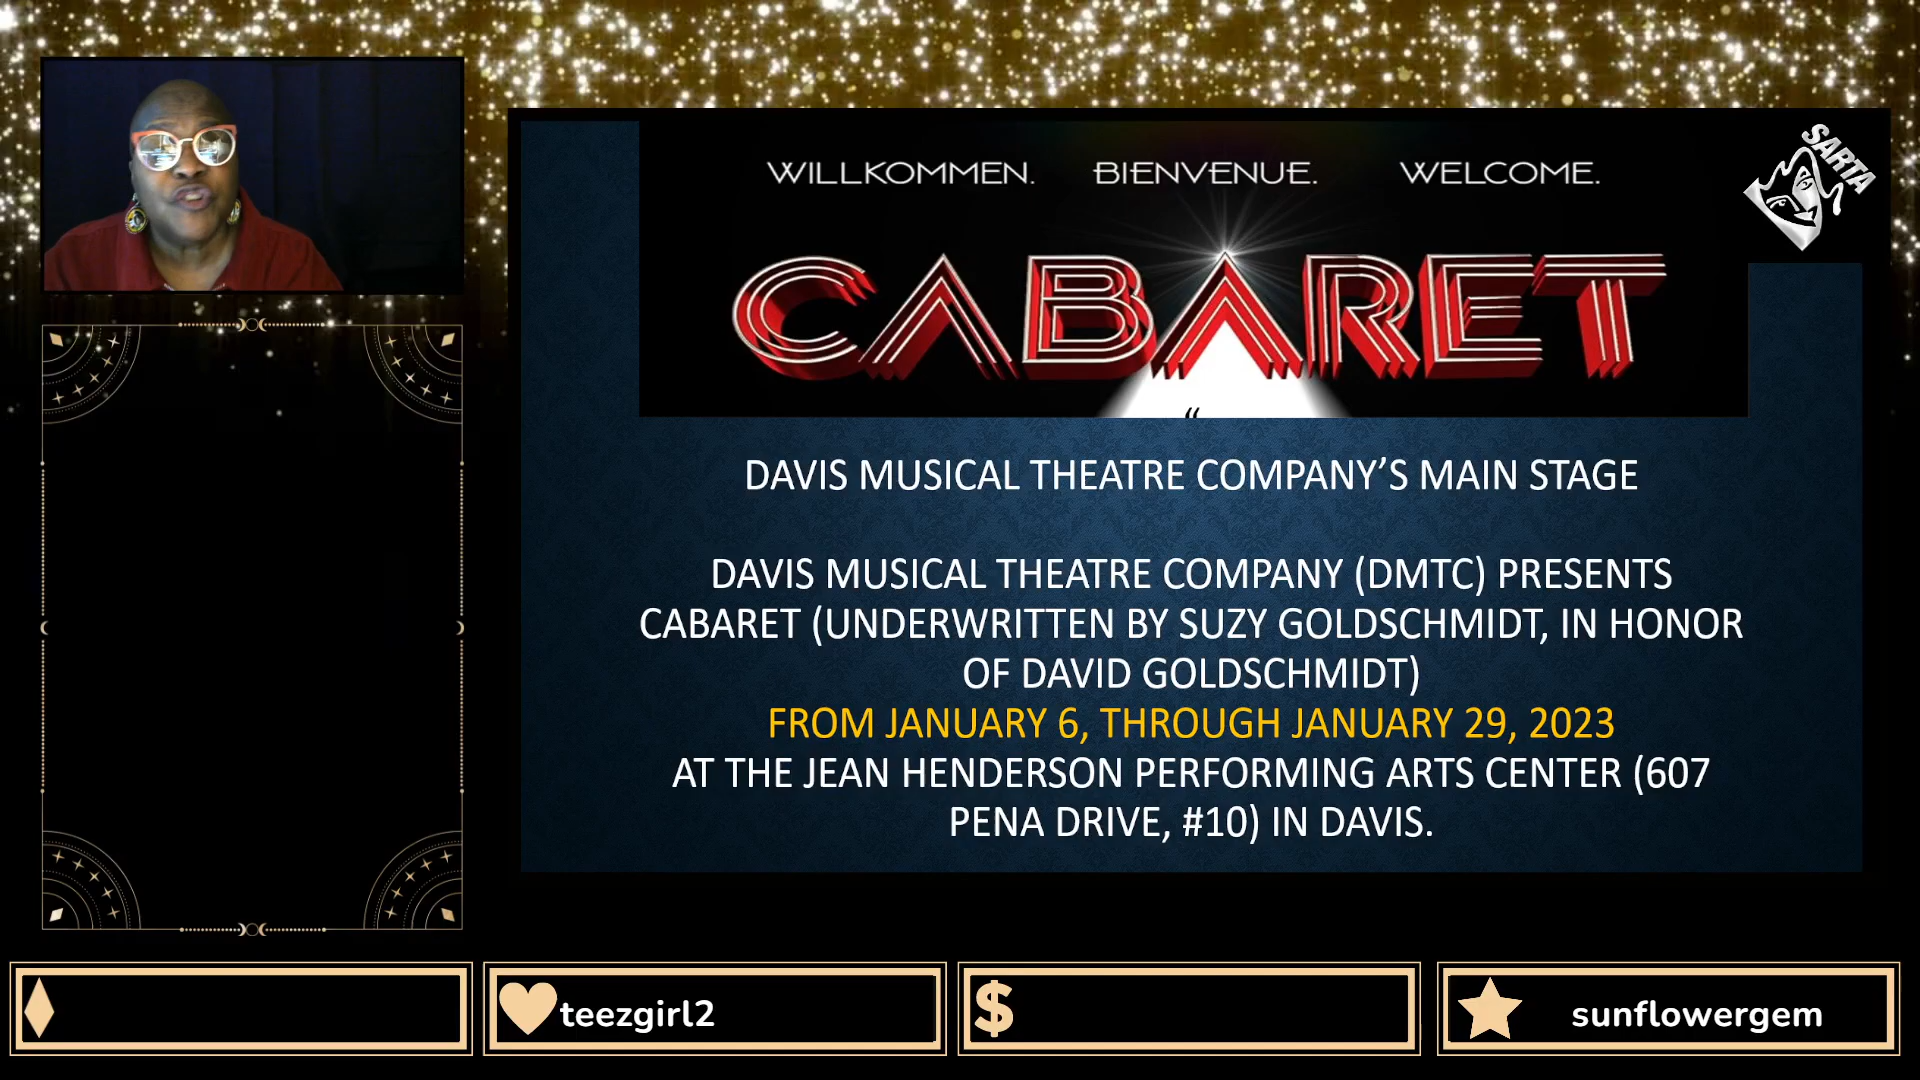 WILLKOMMEN. BIENVENUE. WELCOME.
SARTA
CABARET
“
DAVIS MUSICAL THEATRE COMPANY’S MAIN STAGE
DAVIS MUSICAL THEATRE COMPANY (DMTC) PRESENTS
CABARET (UNDERWRITTEN BY SUZY GOLDSCHMIDT, IN HONOR
OF DAVID GOLDSCHMIDT)
FROM JANUARY 6, THROUGH JANUARY 29, 2023
AT THE JEAN HENDERSON PERFORMING ARTS CENTER (607
PENA DRIVE, #10) IN DAVIS.
teezgirl2
$
sunflowergem